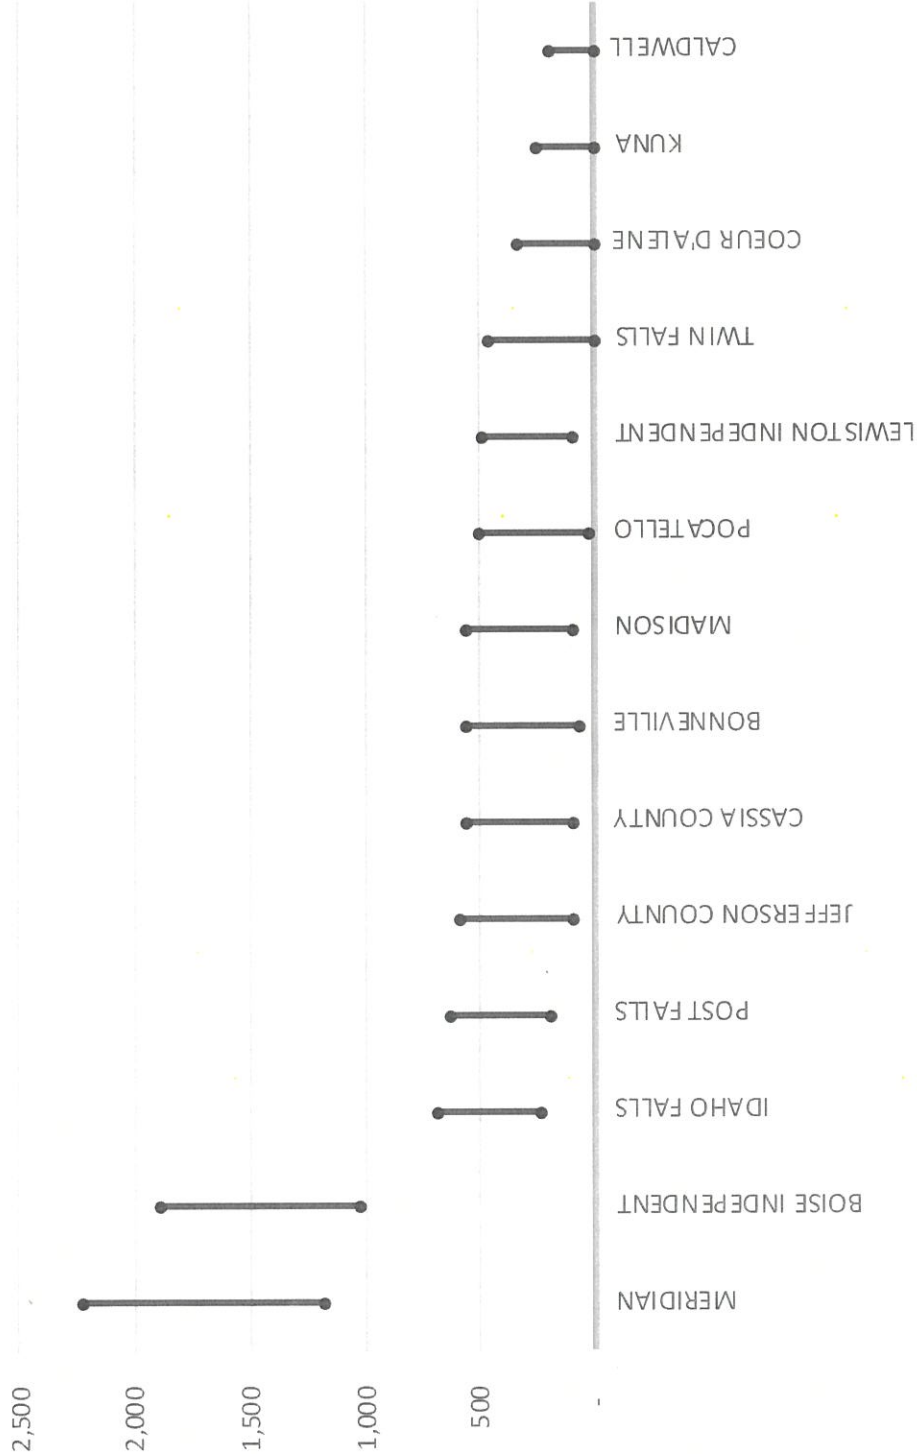 2,500
2,000
1,500
1,000
500
-
MERIDIAN
BOISE INDEPENDENT
IDAHO FALLS
POST FALLS
JEFFERSON COUNTY
CASSIA COUNTY
BONNEVILLE
MADISON
POCATELLO
LEWISTON INDEPENDENT
TWIN FALLS
COEUR D'ALENE
KUNA
CALDWELL